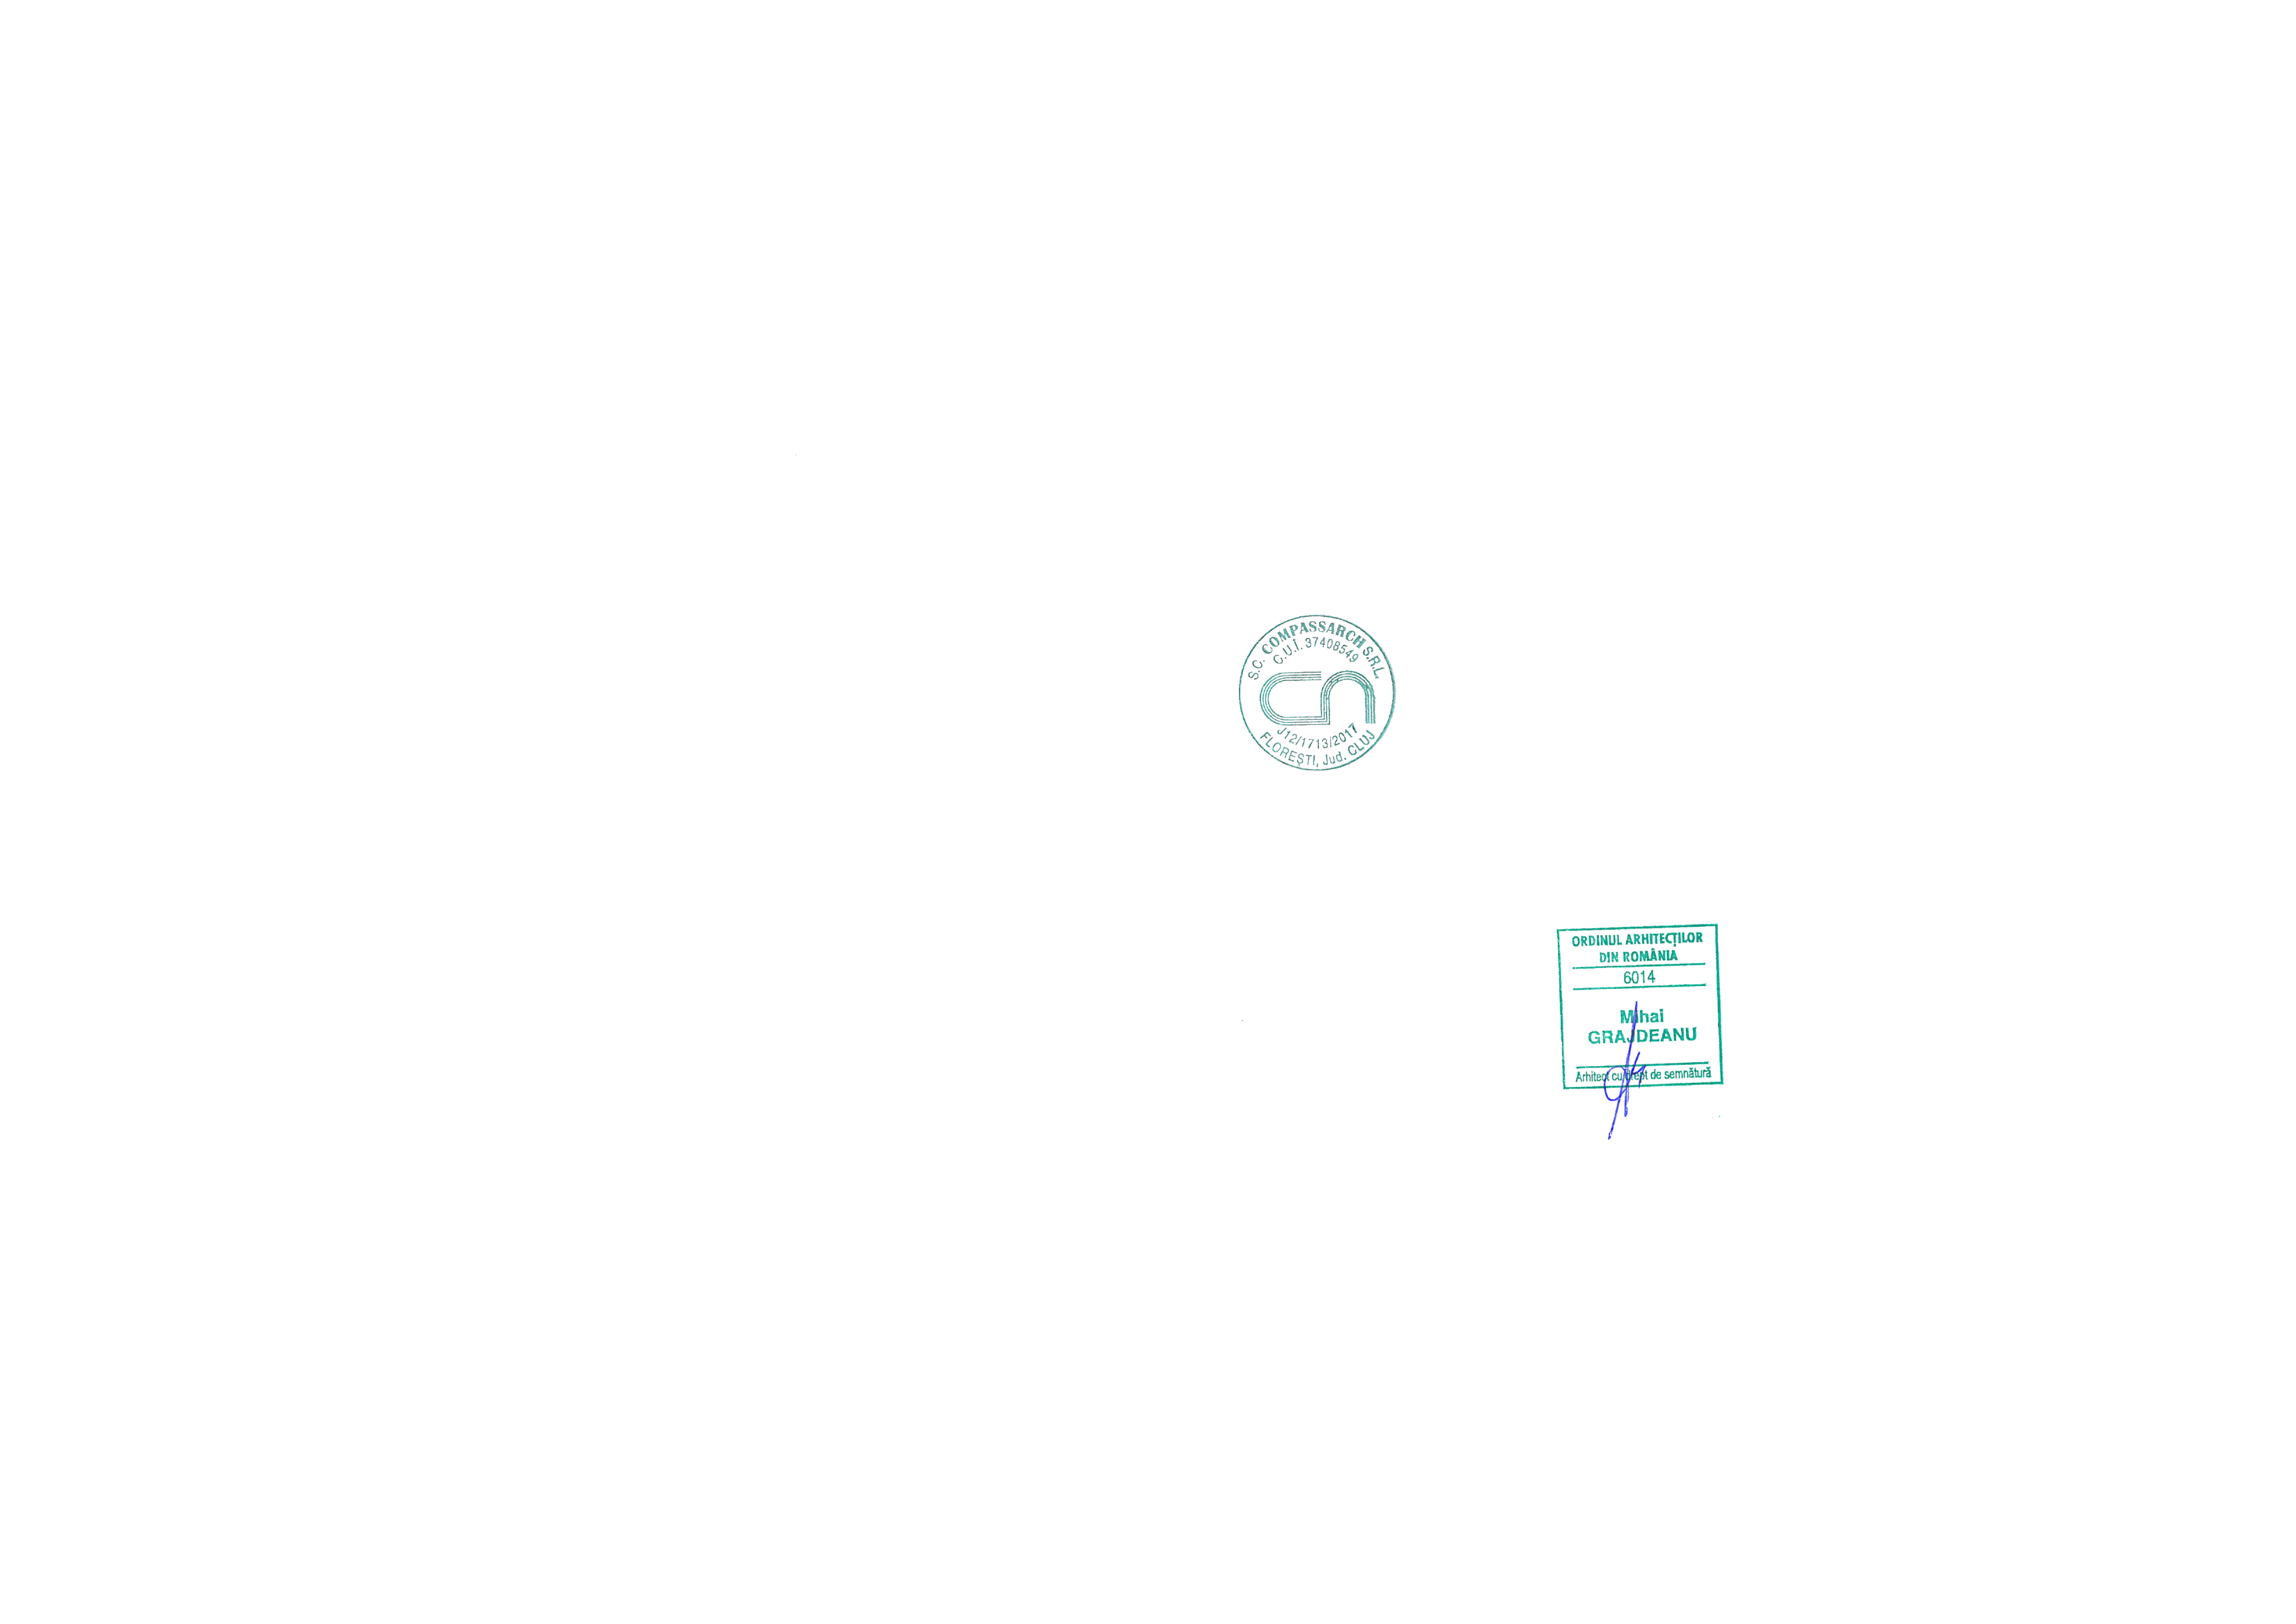 S.C. COMPASSARCH S.R.L.
C.U.I. 37408549
J12/1713/2017
FLOREȘTI, Jud. CLUJ
ORDINUL ARHITECȚILOR
DIN ROMÂNIA
6014
Mihai
GRAJDEANU
Arhitect cu drept de semnătură